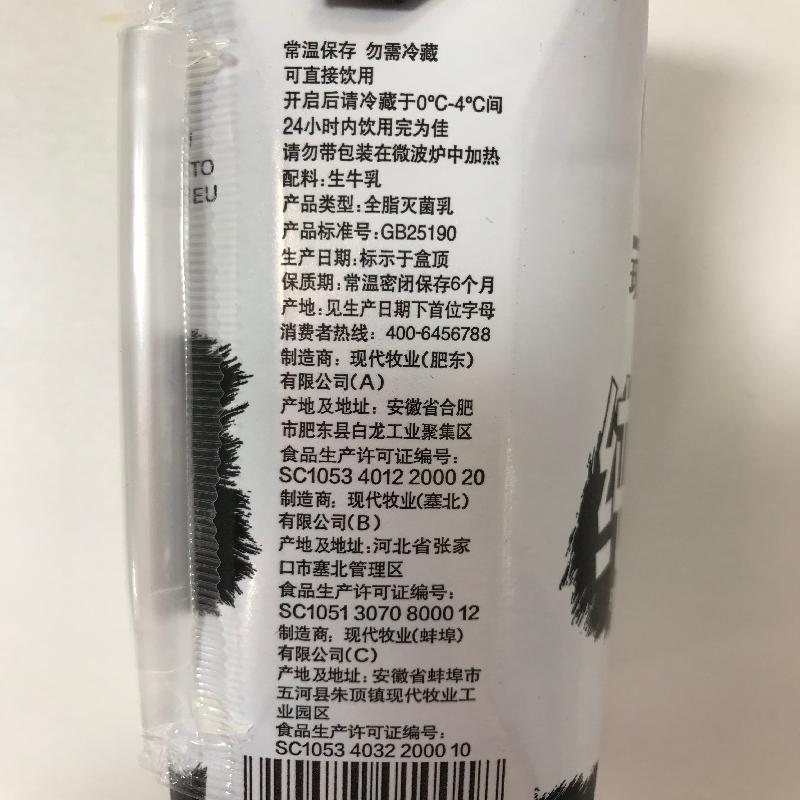 常温保存 勿需冷藏
可直接饮用
开启后请冷藏于0℃-4℃间
24小时内饮用完为佳
请勿带包装在微波炉中加热
配料:生牛乳
产品类型:全脂灭菌乳
产品标准号:GB25190
生产日期:标示于盒顶
保质期:常温密闭保存6个月
产地:见生产日期下首位字母
消费者热线: 400-6456788
制造商: 现代牧业(肥东)
有限公司(A)
产地及地址: 安徽省合肥
市肥东县白龙工业聚集区
食品生产许可证编号:
SC1053 4012 2000 20
制造商: 现代牧业(塞北)
有限公司(B)
产地及地址:河北省张家
口市塞北管理区
食品生产许可证编号:
SC1051 3070 8000 12
制造商: 现代牧业(蚌埠)
有限公司(C)
产地及地址: 安徽省蚌埠市
五河县朱顶镇现代牧业工
业园区
食品生产许可证编号:
SC1053 4032 2000 10
TO
EU